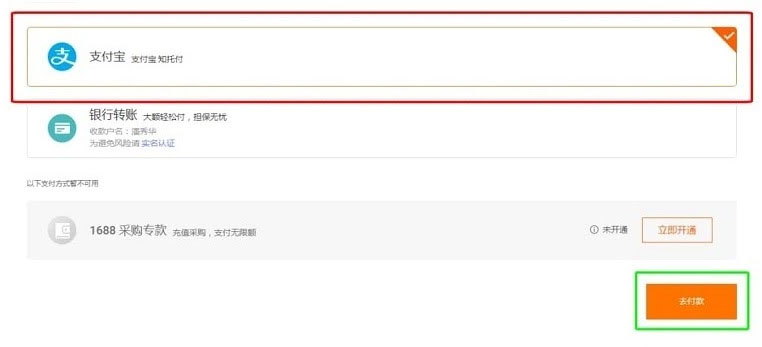 支付宝 支付宝 知托付
银行转账 大额轻松付，担保无忧
收款户名：潘秀华
为避免风险请 实名认证
以下支付方式暂不可用
1688 采购专款 充值采购，支付无限额
未开通
立即开通
去付款